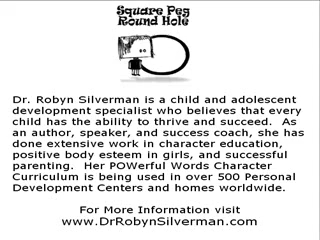 Square Peg
Round Hole
Dr. Robyn Silverman is a child and adolescent
development specialist who believes that every
child has the ability to thrive and succeed.  As
an author, speaker, and success coach, she has
done extensive work in character education,
positive body esteem in girls, and successful
parenting.  Her POWerful Words Character
Curriculum is being used in over 500 Personal
Development Centers and homes worldwide.
For More Information visit
www.DrRobynSilverman.com